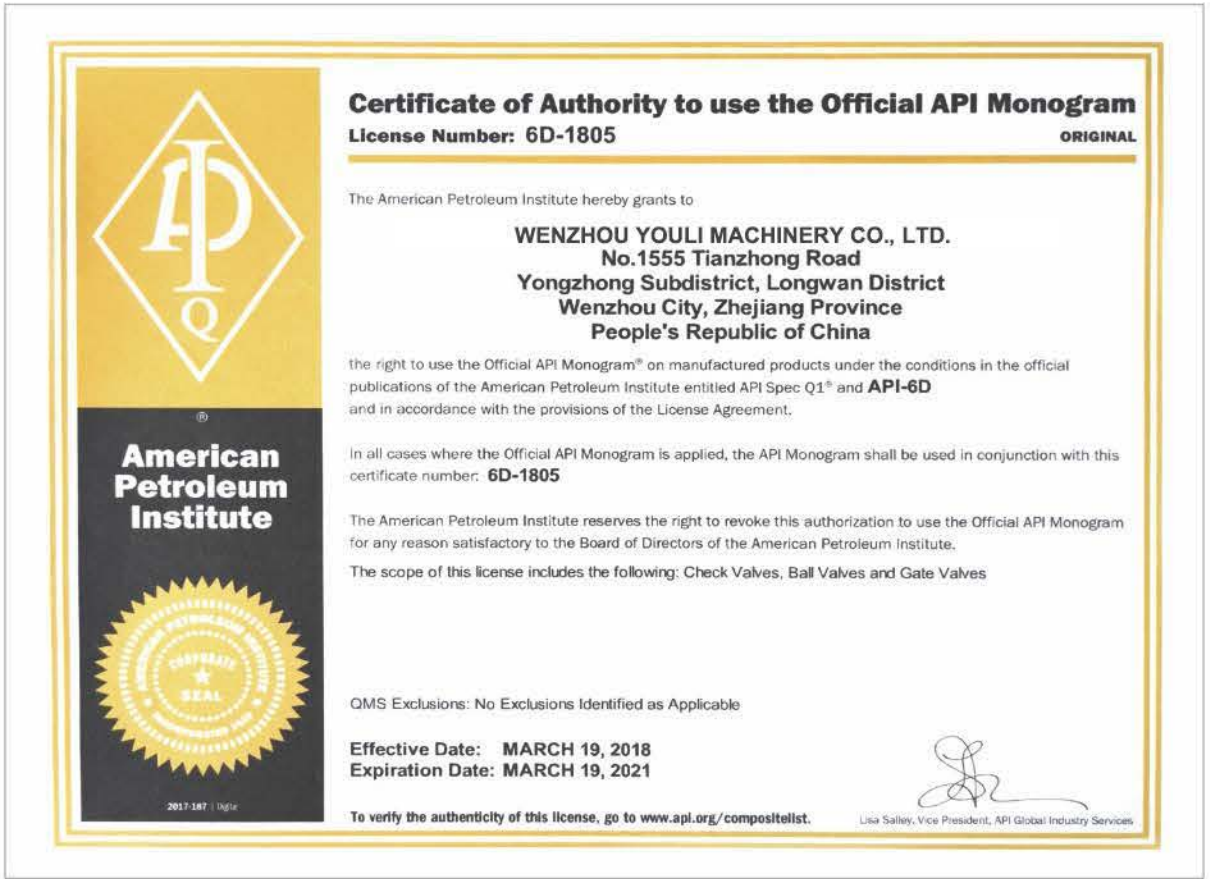 Certificate of Authority to use the Official API Monogram
License Number: 6D-1805
ORIGINAL
The American Petroleum Institute hereby grants to
WENZHOU YOULI MACHINERY CO., LTD.
No.1555 Tianzhong Road
Yongzhong Subdistrict, Longwan District
Wenzhou City, Zhejiang Province
People's Republic of China
the right to use the Official API Monogram® on manufactured products under the conditions in the official
publications of the American Petroleum Institute entitled API Spec Q1® and API-6D
and in accordance with the provisions of the License Agreement.
In all cases where the Official API Monogram is applied, the API Monogram shall be used in conjunction with this
certificate number: 6D-1805
The American Petroleum Institute reserves the right to revoke this authorization to use the Official API Monogram
for any reason satisfactory to the Board of Directors of the American Petroleum Institute.
The scope of this license includes the following: Check Valves, Ball Valves and Gate Valves
QMS Exclusions: No Exclusions Identified as Applicable
Effective Date: MARCH 19, 2018
Expiration Date: MARCH 19, 2021
To verify the authenticity of this license, go to www.api.org/compositelist.
Lisa Salley, Vice President, API Global Industry Services
API
Q
®
American
Petroleum
Institute
AMERICAN PETROLEUM INSTITUTE
CORPORATE
SEAL
2017-187 |